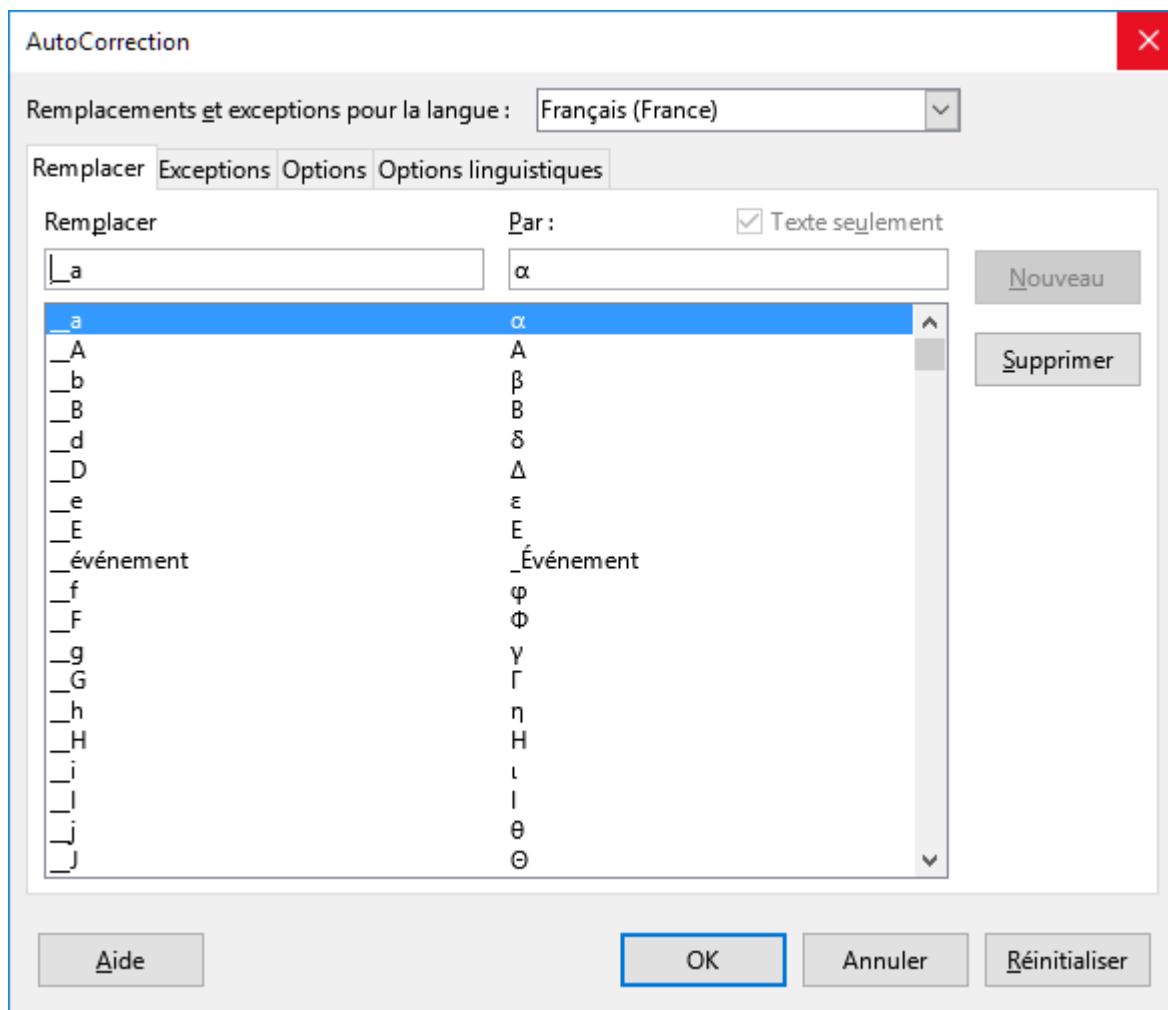 AutoCorrection
Remplacements et exceptions pour la langue : Français (France)
Remplacer Exceptions Options Options linguistiques
Remplacer Par : Texte seulement
__a α Nouveau
__a α
__A Α
__b β Supprimer
__B Β
__d δ
__D Δ
__e ε
__E Ε
__événement _Événement
__f φ
__F Φ
__g γ
__G Γ
__h η
__H Η
__i ι
__I Ι
__j θ
__J Θ
Aide OK Annuler Réinitialiser